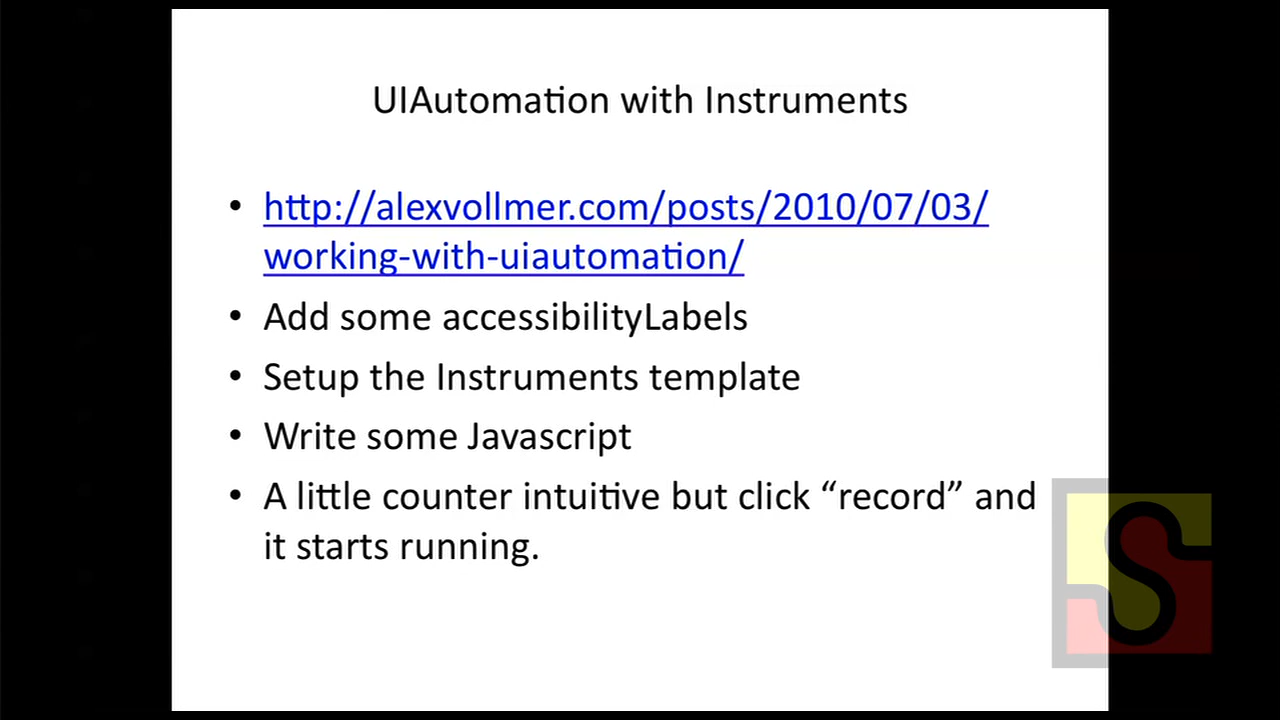 UIAutomation with Instruments
• http://alexvollmer.com/posts/2010/07/03/
working-with-uiautomation/
• Add some accessibilityLabels
• Setup the Instruments template
• Write some Javascript
• A little counter intuitive but click “record” and
it starts running.
S